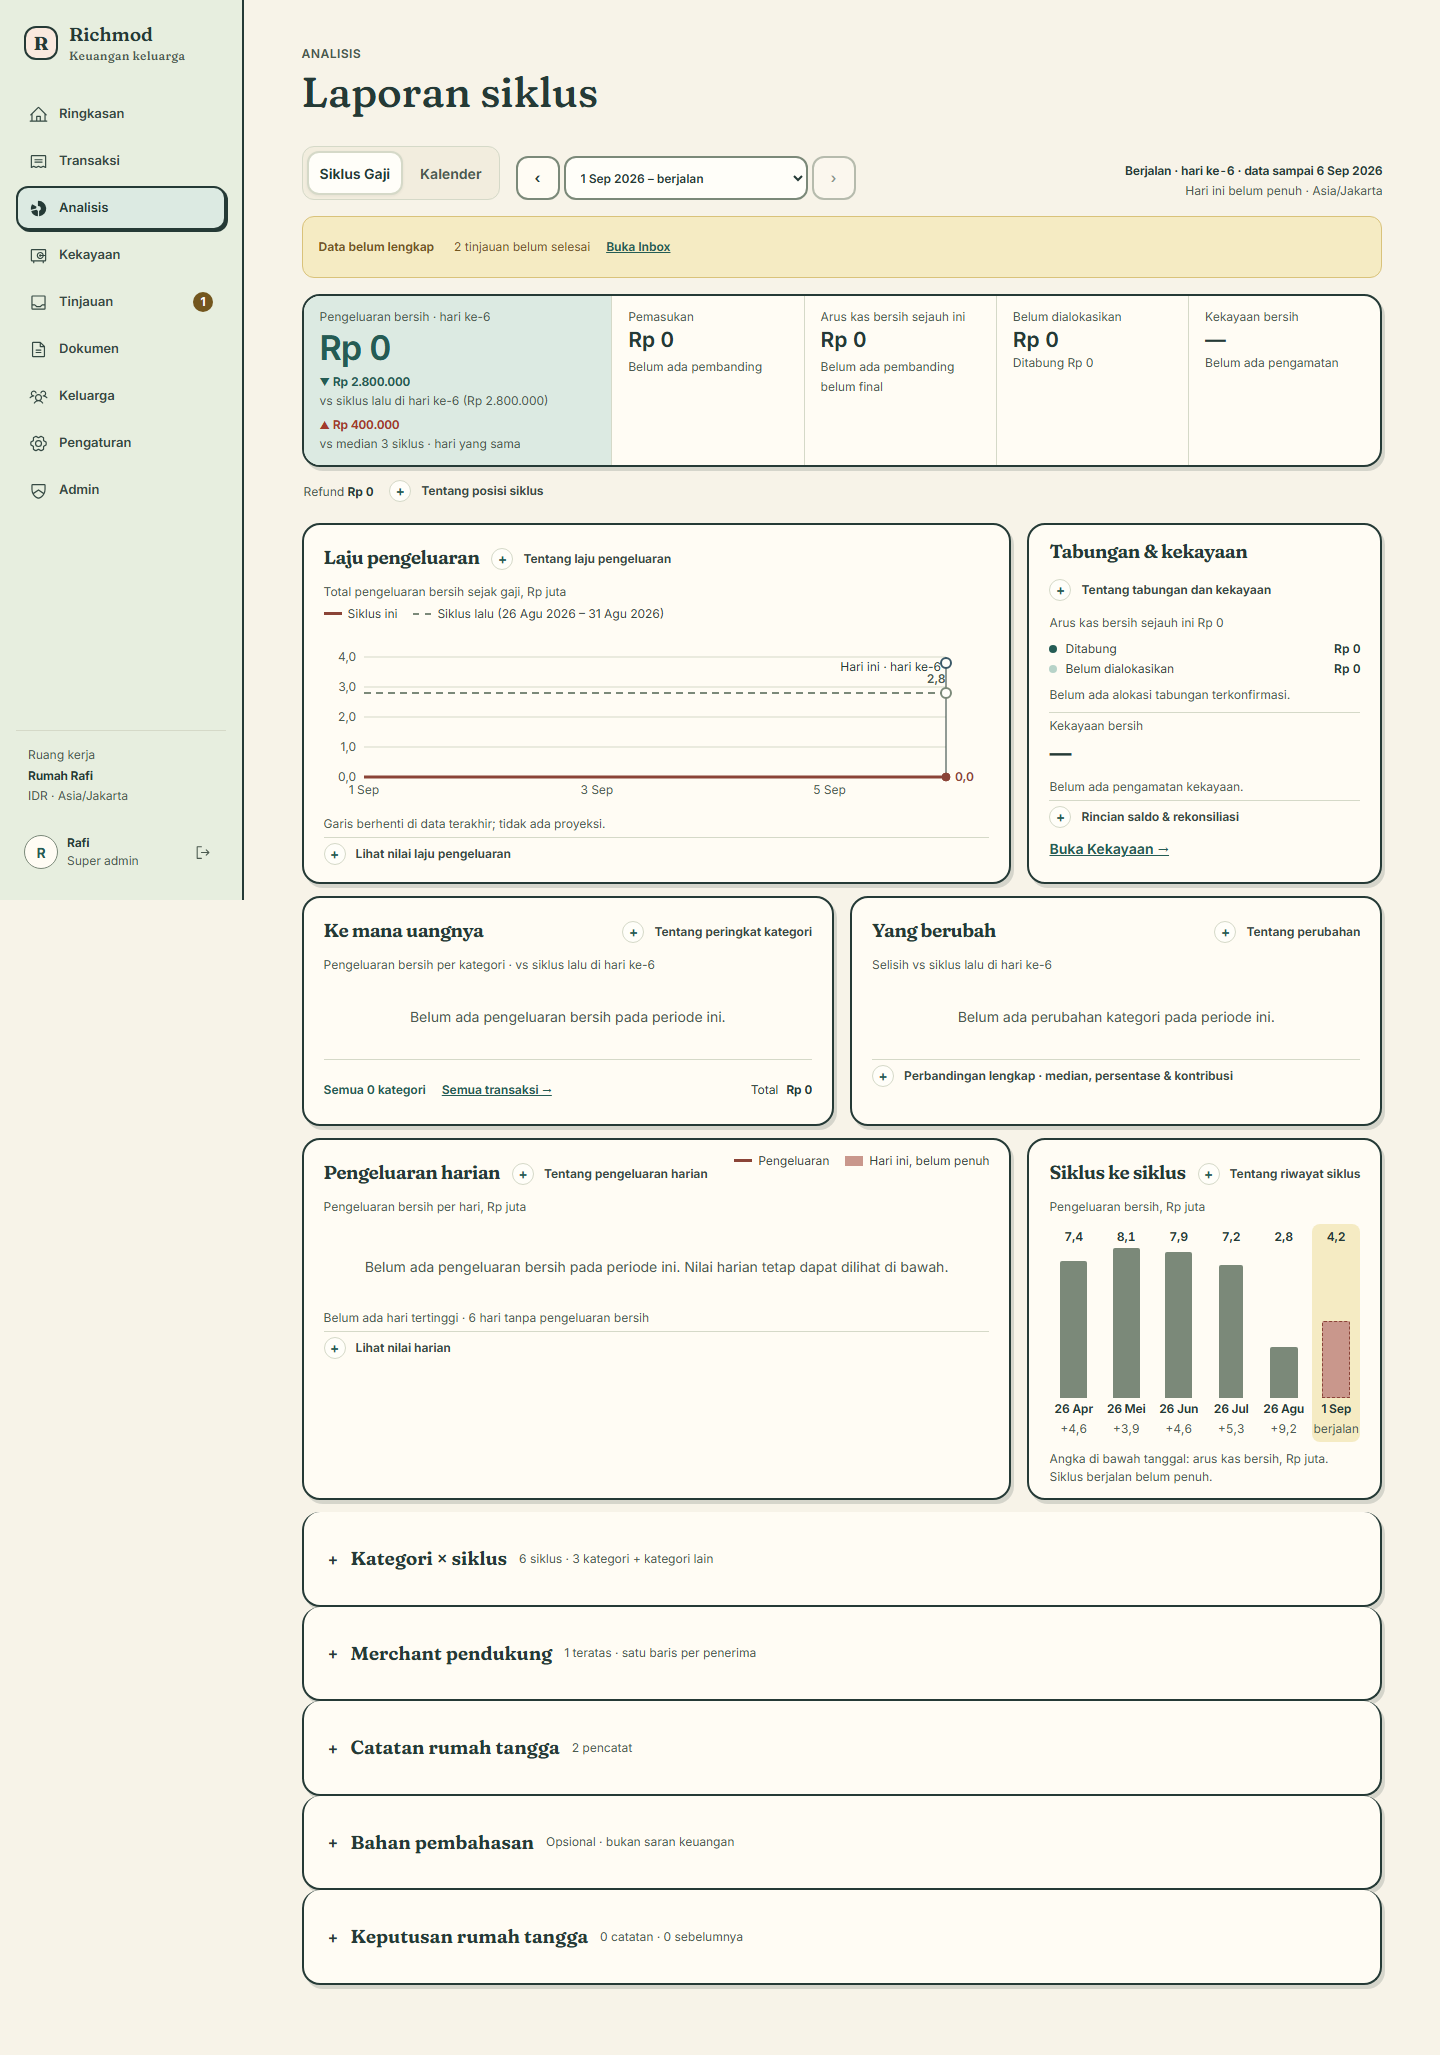 R
Richmod
Keuangan keluarga
Ringkasan
Transaksi
Analisis
Kekayaan
Tinjauan
1
Dokumen
Keluarga
Pengaturan
Admin
Ruang kerja
Rumah Rafi
IDR · Asia/Jakarta
R
Rafi
Super admin
ANALISIS
Laporan siklus
Siklus Gaji
Kalender
‹
1 Sep 2026 – berjalan
›
Berjalan · hari ke-6 · data sampai 6 Sep 2026
Hari ini belum penuh · Asia/Jakarta
Data belum lengkap
2 tinjauan belum selesai
Buka Inbox
Pengeluaran bersih · hari ke-6
Rp 0
▼ Rp 2.800.000
vs siklus lalu di hari ke-6 (Rp 2.800.000)
▲ Rp 400.000
vs median 3 siklus · hari yang sama
Pemasukan
Rp 0
Belum ada pembanding
Arus kas bersih sejauh ini
Rp 0
Belum ada pembanding
belum final
Belum dialokasikan
Rp 0
Ditabung Rp 0
Kekayaan bersih
—
Belum ada pengamatan
Refund Rp 0
+ Tentang posisi siklus
Laju pengeluaran
+ Tentang laju pengeluaran
Total pengeluaran bersih sejak gaji, Rp juta
Siklus ini
Siklus lalu (26 Agu 2026 – 31 Agu 2026)
4,0
3,0
2,0
1,0
0,0
Hari ini · hari ke-6
2,8
0,0
1 Sep
3 Sep
5 Sep
Garis berhenti di data terakhir; tidak ada proyeksi.
+ Lihat nilai laju pengeluaran
Tabungan & kekayaan
+ Tentang tabungan dan kekayaan
Arus kas bersih sejauh ini Rp 0
Ditabung Rp 0
Belum dialokasikan Rp 0
Belum ada alokasi tabungan terkonfirmasi.
Kekayaan bersih
—
Belum ada pengamatan kekayaan.
+ Rincian saldo & rekonsiliasi
Buka Kekayaan →
Ke mana uangnya
+ Tentang peringkat kategori
Pengeluaran bersih per kategori · vs siklus lalu di hari ke-6
Belum ada pengeluaran bersih pada periode ini.
Semua 0 kategori
Semua transaksi →
Total Rp 0
Yang berubah
+ Tentang perubahan
Selisih vs siklus lalu di hari ke-6
Belum ada perubahan kategori pada periode ini.
+ Perbandingan lengkap · median, persentase & kontribusi
Pengeluaran harian
+ Tentang pengeluaran harian
Pengeluaran
Hari ini, belum penuh
Pengeluaran bersih per hari, Rp juta
Belum ada pengeluaran bersih pada periode ini. Nilai harian tetap dapat dilihat di bawah.
Belum ada hari tertinggi · 6 hari tanpa pengeluaran bersih
+ Lihat nilai harian
Siklus ke siklus
+ Tentang riwayat siklus
Pengeluaran bersih, Rp juta
7,4 8,1 7,9 7,2 2,8 4,2
26 Apr 26 Mei 26 Jun 26 Jul 26 Agu 1 Sep
+4,6 +3,9 +4,6 +5,3 +9,2 berjalan
Angka di bawah tanggal: arus kas bersih, Rp juta.
Siklus berjalan belum penuh.
+ Kategori × siklus 6 siklus · 3 kategori + kategori lain
+ Merchant pendukung 1 teratas · satu baris per penerima
+ Catatan rumah tangga 2 pencatat
+ Bahan pembahasan Opsional · bukan saran keuangan
+ Keputusan rumah tangga 0 catatan · 0 sebelumnya